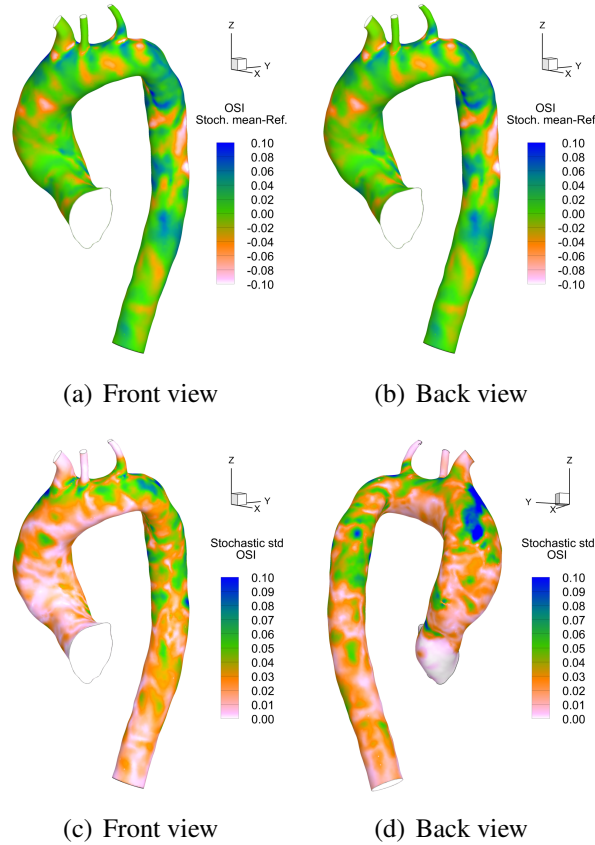 Z
Y
X
OSI
Stoch. mean-Ref.
0.10
0.10
0.08
0.06
0.04
0.02
0.00
-0.02
-0.04
-0.06
-0.08
-0.10
(a) Front view
Z
Y
X
OSI
Stoch. mean-Ref.
0.10
0.10
0.08
0.06
0.04
0.02
0.00
-0.02
-0.04
-0.06
-0.08
-0.10
(b) Back view
Z
Y
X
Stochastic std
OSI
0.10
0.09
0.08
0.07
0.06
0.05
0.04
0.03
0.02
0.01
0.00
(c) Front view
Z
Y
X
Stochastic std
OSI
0.10
0.09
0.08
0.07
0.06
0.05
0.04
0.03
0.02
0.01
0.00
(d) Back view